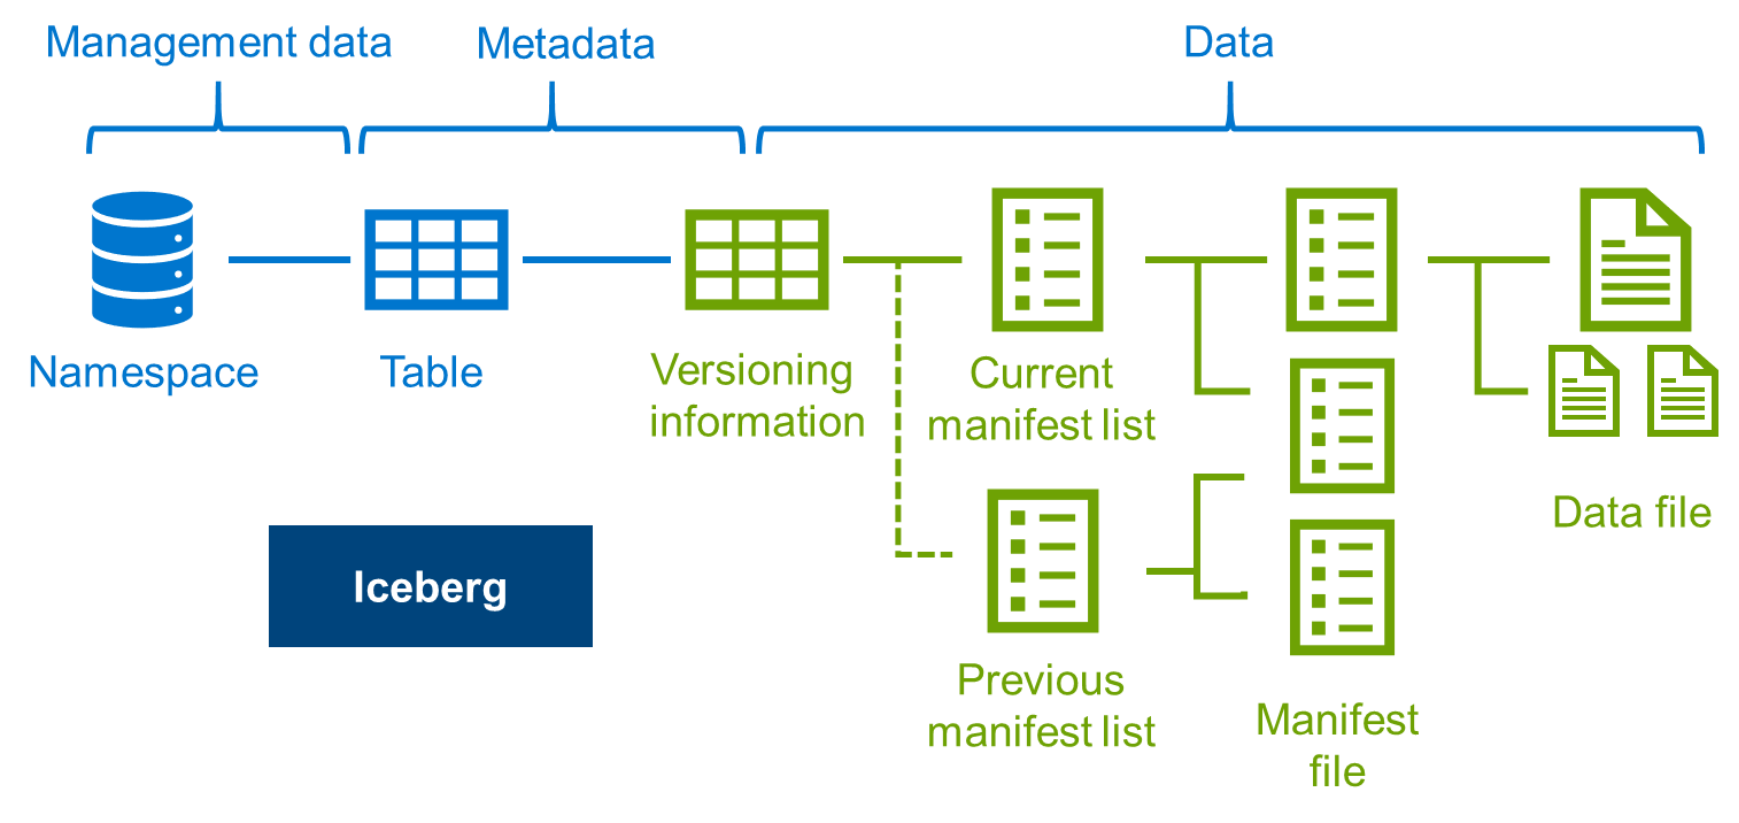 Management data
Metadata
Data
Namespace
Table
Versioning
information
Current
manifest list
Data file
Iceberg
Previous
manifest list
Manifest
file